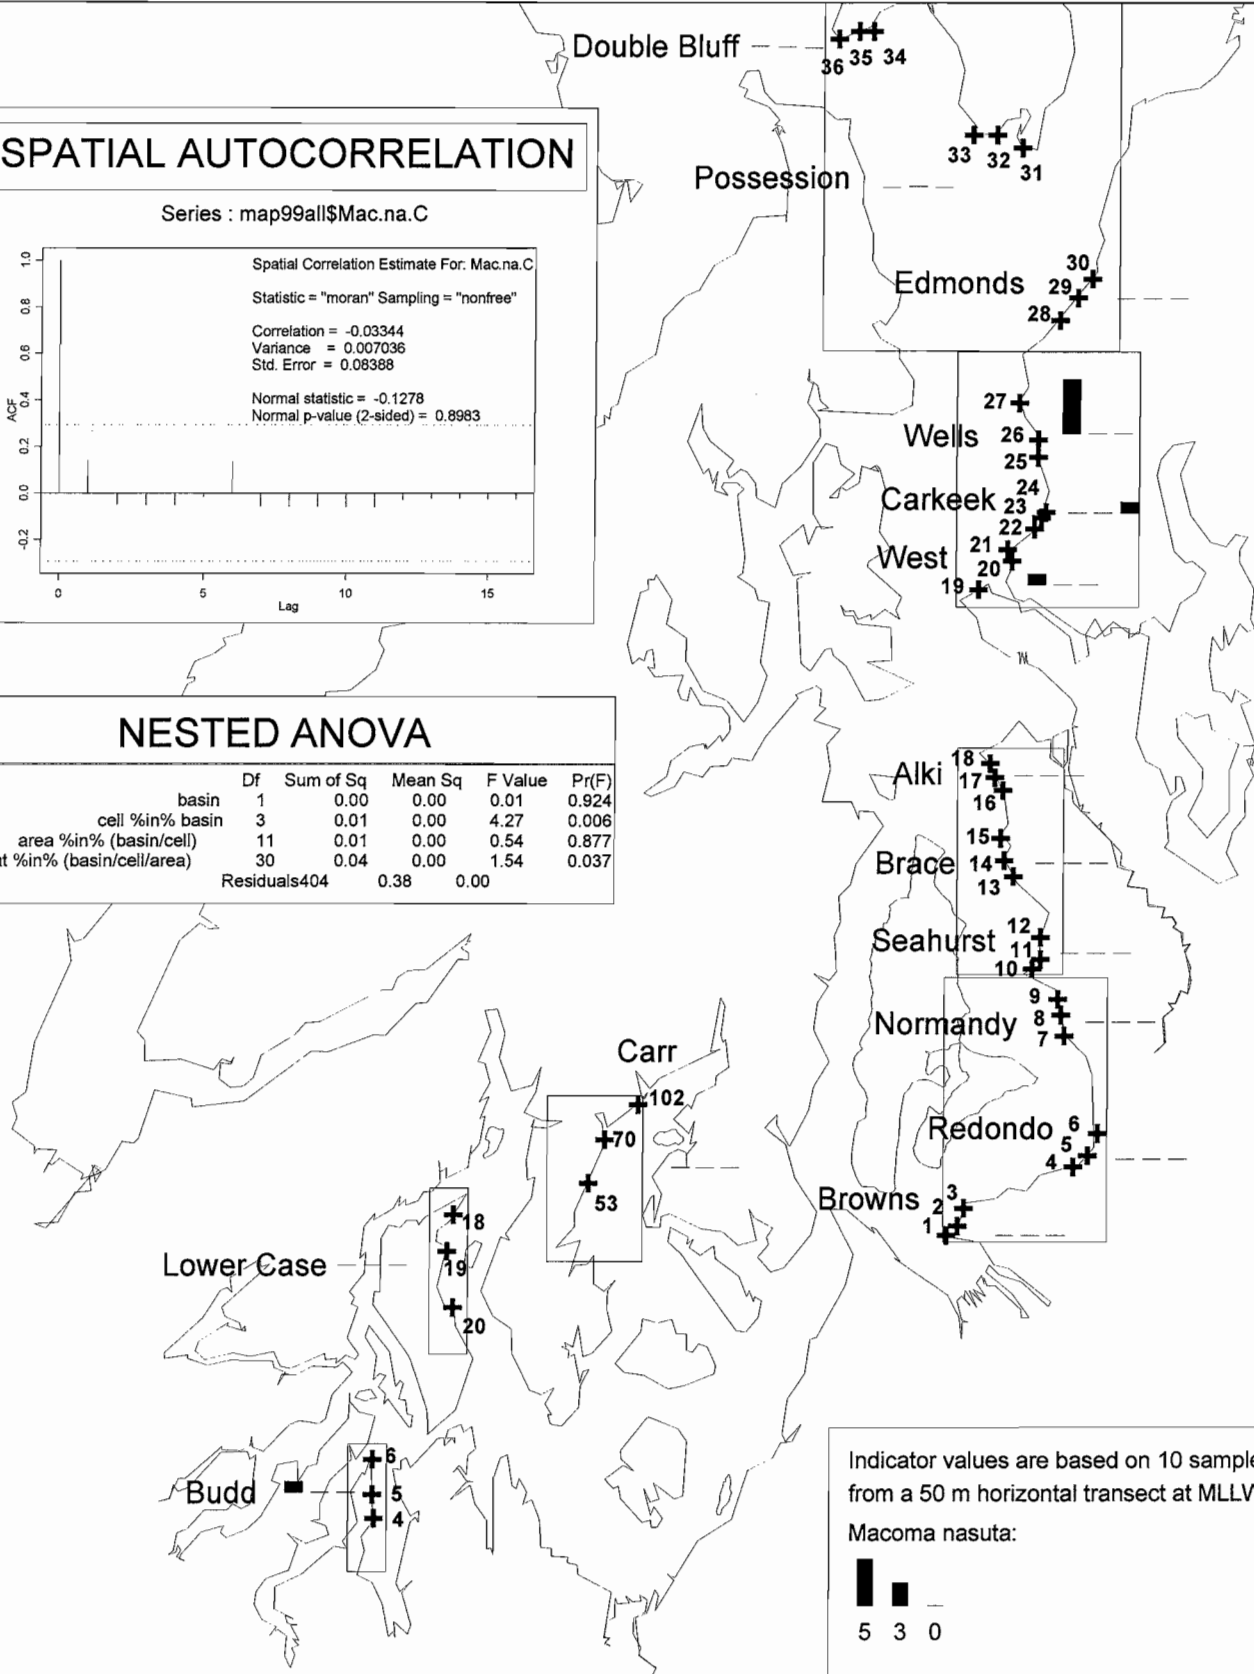 Double Bluff
36
35
34
33
32
31
Possession
SPATIAL AUTOCORRELATION
Series : map99all$Mac.na.C
Spatial Correlation Estimate For: Mac.na.C
Statistic = "moran" Sampling = "nonfree"
Correlation = -0.03344
Variance = 0.007036
Std. Error = 0.08388
Normal statistic = -0.1278
Normal p-value (2-sided) = 0.8983
ACF
1.0
0.8
0.6
0.4
0.2
0.0
-0.2
0 5 10 15
Lag
Edmonds
30
29
28
27
Wells
26
25
24
Carkeek
23
22
21
West
20
19
NESTED ANOVA
Df Sum of Sq Mean Sq F Value Pr(F)
basin 1 0.00 0.00 0.01 0.924
cell %in% basin 3 0.01 0.00 4.27 0.006
area %in% (basin/cell) 11 0.01 0.00 0.54 0.877
%in% (basin/cell/area) 30 0.04 0.00 1.54 0.037
Residuals404 0.38 0.00
18
Alki
17
16
15
Brace
14
13
12
Seahurst
11
10
9
Normandy
8
7
Carr
102
70
53
Redondo
6
5
4
Browns
3
2
1
18
Lower Case
19
20
6
Budd
5
4
Indicator values are based on 10 sample
from a 50 m horizontal transect at MLLW
Macoma nasuta:
5 3 0